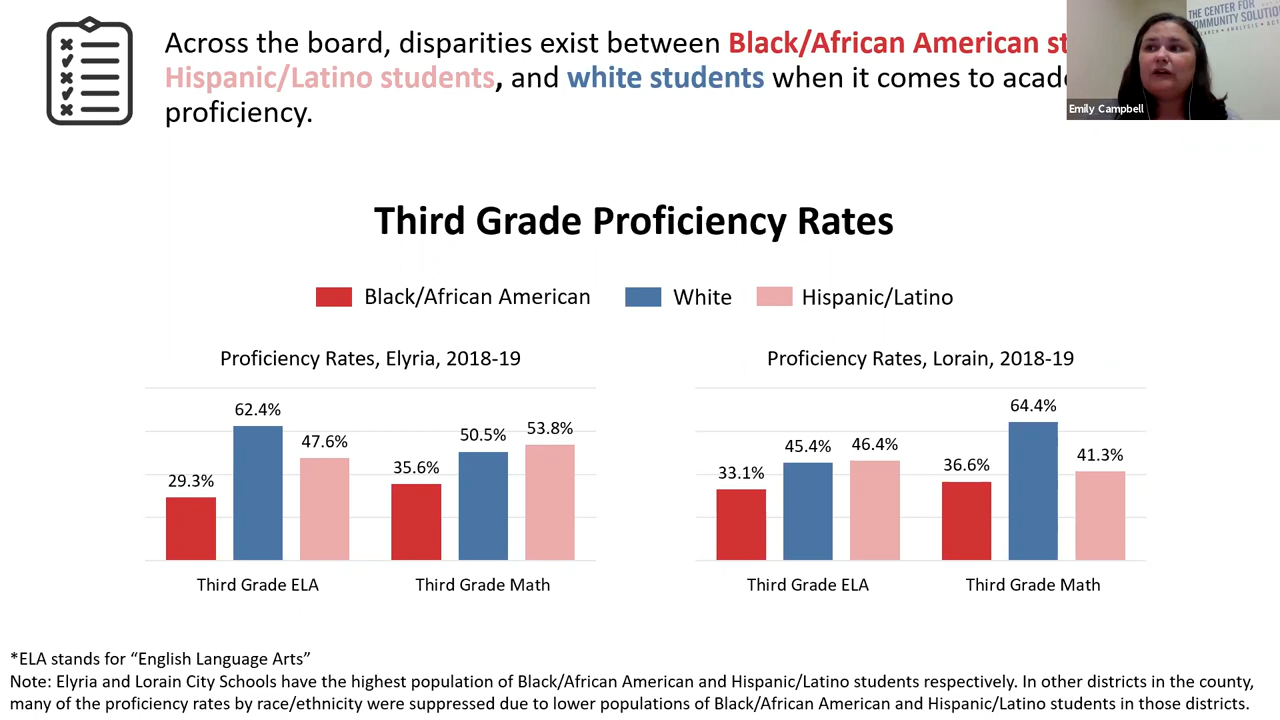 Across the board, disparities exist between Black/African American
Hispanic/Latino students, and white students when it comes to
proficiency.
THE CENTER FOR
COMMUNITY
Emily Campbell
Third Grade Proficiency Rates
Black/African American White Hispanic/Latino
Proficiency Rates, Elyria, 2018-19
62.4%
53.8%
50.5%
47.6%
35.6%
29.3%
Third Grade ELA Third Grade Math
Proficiency Rates, Lorain, 2018-19
64.4%
45.4% 46.4%
41.3%
36.6%
33.1%
Third Grade ELA Third Grade Math
*ELA stands for “English Language Arts”
Note: Elyria and Lorain City Schools have the highest population of Black/African American and Hispanic/Latino students respectively. In other districts in the county,
many of the proficiency rates by race/ethnicity were suppressed due to lower populations of Black/African American and Hispanic/Latino students in those districts.